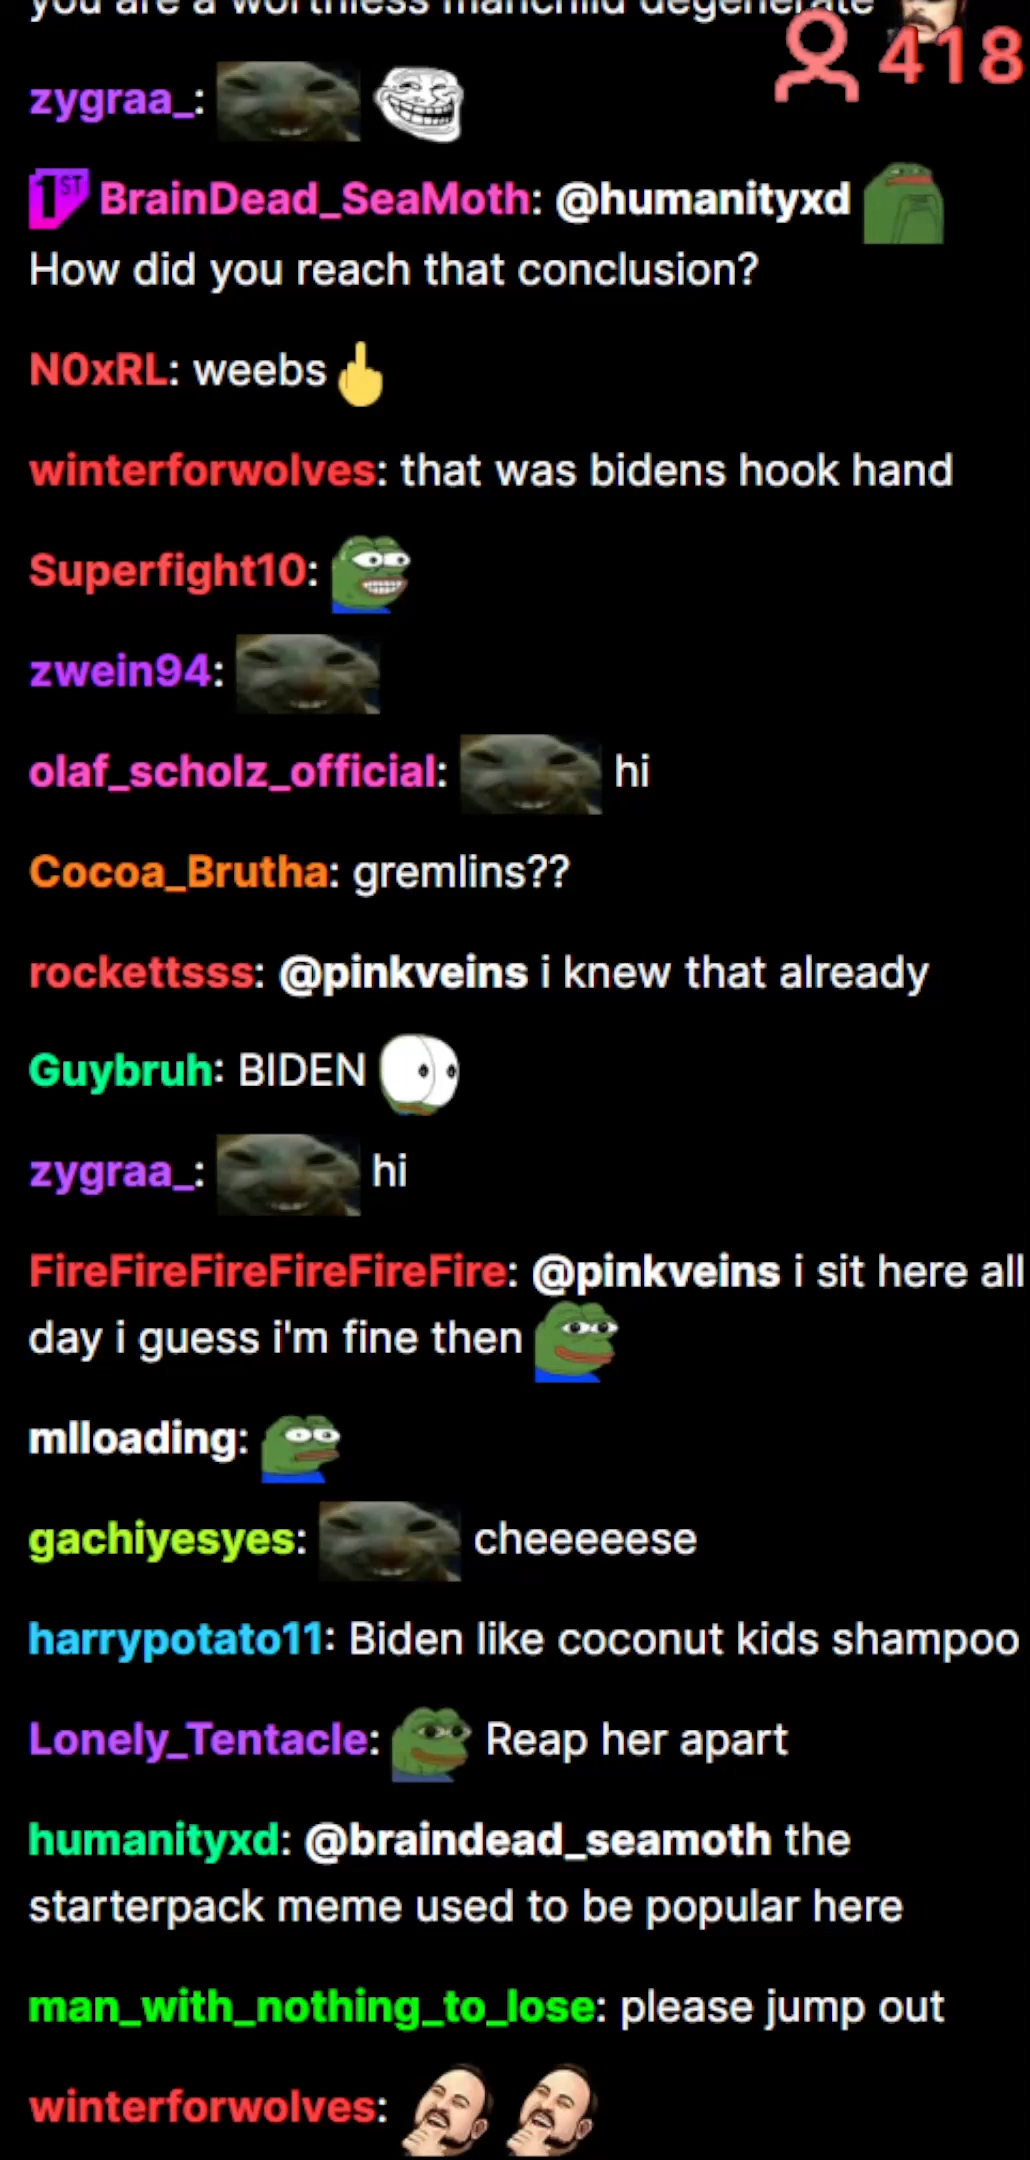 you are a worthless manchild degenerate
418
zygraa_:
1ST BrainDead_SeaMoth: @humanityxd
How did you reach that conclusion?
N0xRL: weebs
winterforwolves: that was bidens hook hand
Superfight10:
zwein94:
olaf_scholz_official: hi
Cocoa_Brutha: gremlins??
rockettsss: @pinkveins i knew that already
Guybruh: BIDEN
zygraa_: hi
FireFireFireFireFireFire: @pinkveins i sit here all
day i guess i'm fine then
mlloading:
gachiyesyes: cheeeeese
harrypotato11: Biden like coconut kids shampoo
Lonely_Tentacle: Reap her apart
humanityxd: @braindead_seamoth the
starterpack meme used to be popular here
man_with_nothing_to_lose: please jump out
winterforwolves: